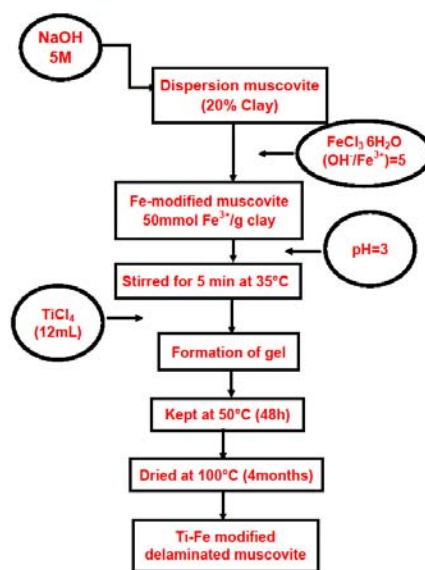 NaOH
5M
Dispersion muscovite
(20% Clay)
FeCl₃ 6H₂O
(OH⁻/Fe³⁺)=5
Fe-modified muscovite
50mmol Fe³⁺/g clay
pH=3
Stirred for 5 min at 35°C
TiCl₄
(12mL)
Formation of gel
Kept at 50°C (48h)
Dried at 100°C (4months)
Ti-Fe modified
delaminated muscovite